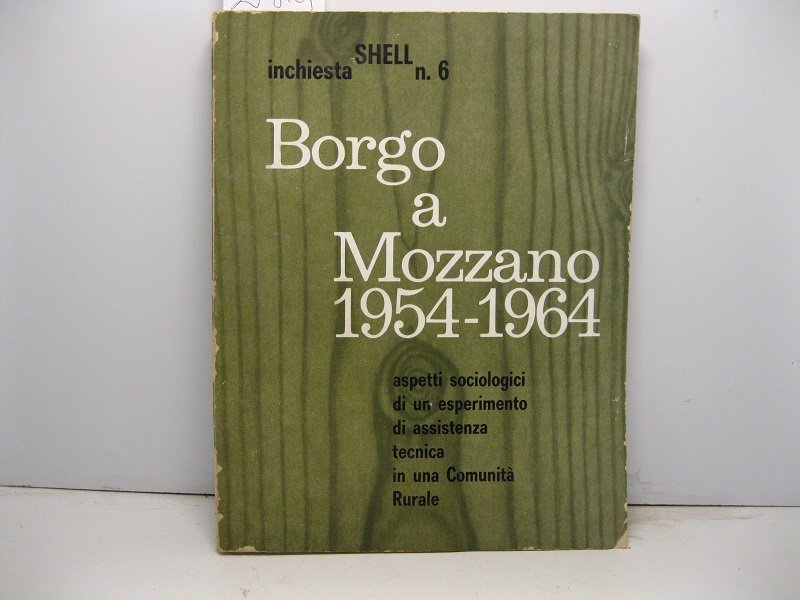 inchiesta SHELL n. 6
Borgo
a
Mozzano
1954-1964
aspetti sociologici
di un esperimento
di assistenza
tecnica
in una Comunità
Rurale